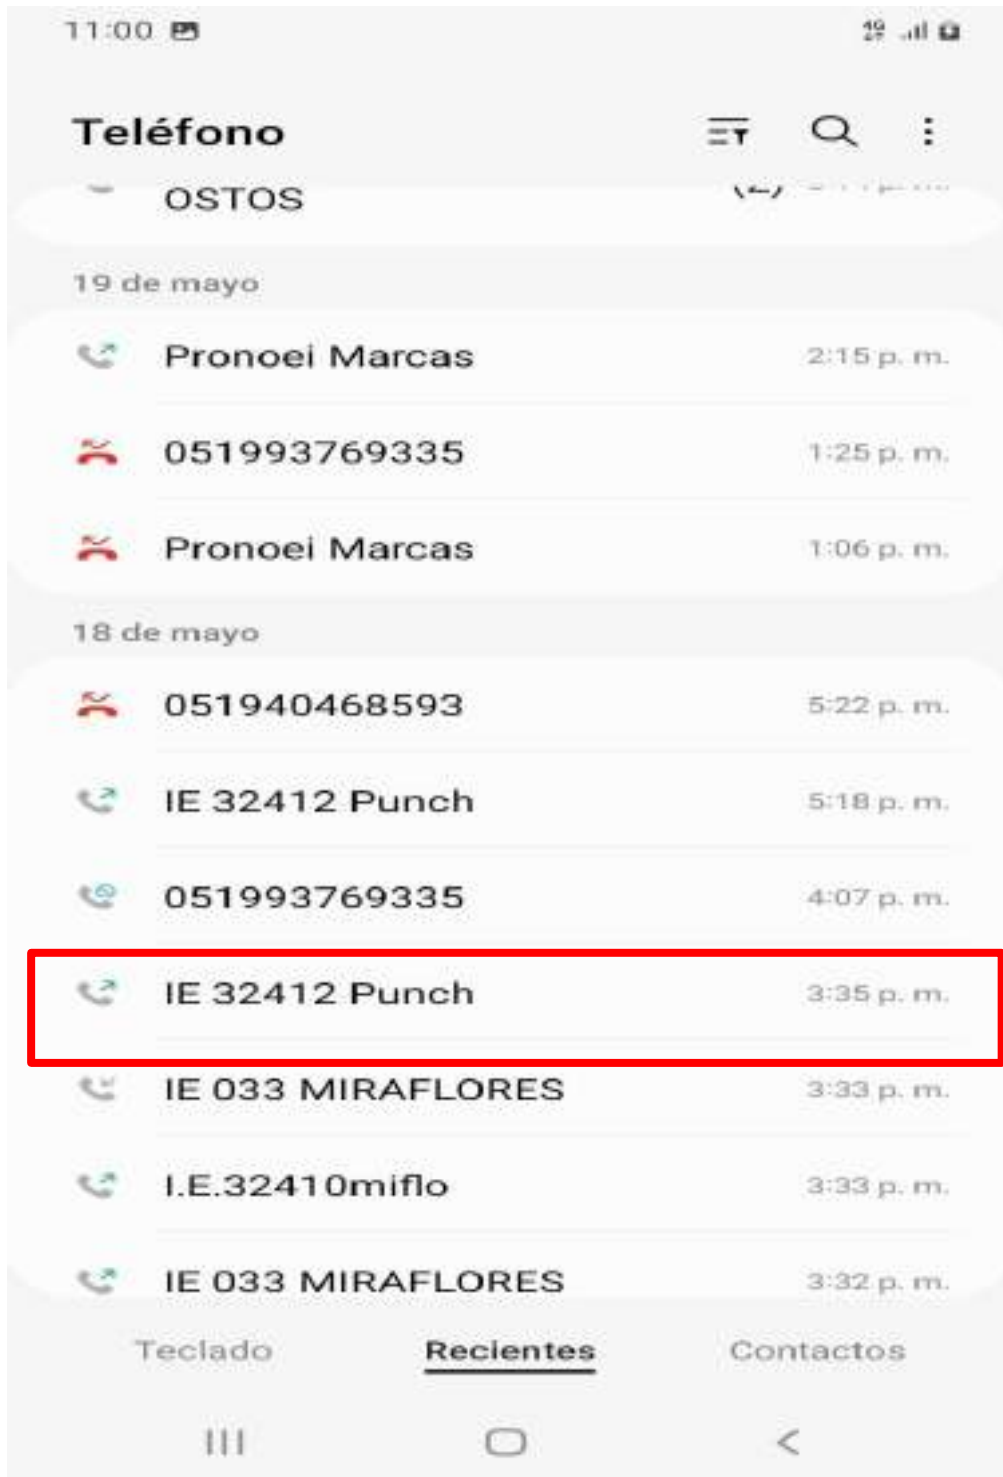 11:00
Teléfono
OSTOS
19 de mayo
Pronoei Marcas 2:15 p. m.
051993769335 1:25 p. m.
Pronoei Marcas 1:06 p. m.
18 de mayo
051940468593 5:22 p. m.
IE 32412 Punch 5:18 p. m.
051993769335 4:07 p. m.
IE 32412 Punch 3:35 p. m.
IE 033 MIRAFLORES 3:33 p. m.
I.E.32410miflo 3:33 p. m.
IE 033 MIRAFLORES 3:32 p. m.
Teclado Recientes Contactos